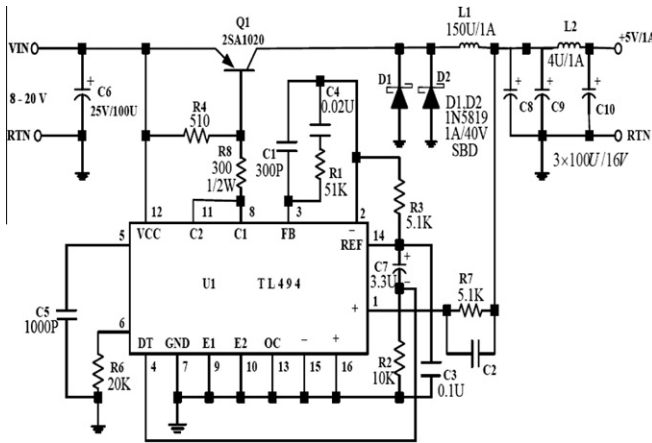 Q1
2SA1020
L1
150U/1A
L2
4U/1A
VIN
+5V/1A
8 - 20 V
C6
25V/100U
RTN
R4
510
R8
300
1/2W
C1
300P
C4
0.02U
R1
51K
D1
D2
D1,D2
1N5819
1A/40V
SBD
C8
C9
C10
RTN
3×100U/16V
12
11
8
3
2
VCC
C2
C1
FB
−
REF
14
R3
5.1K
5
U1
TL494
C7
3.3U
+
−
+
1
R7
5.1K
C2
C5
1000P
6
R6
20K
DT
GND
E1
E2
OC
−
+
4
7
9
10
13
15
16
R2
10K
C3
0.1U